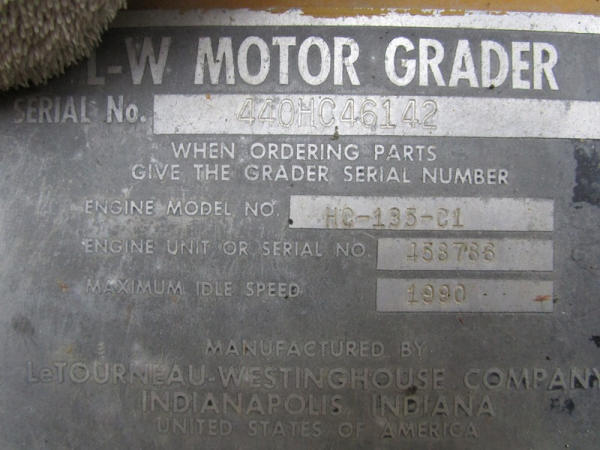 L-W MOTOR GRADER
SERIAL No. 440HC46142
WHEN ORDERING PARTS
GIVE THE GRADER SERIAL NUMBER
ENGINE MODEL NO. HC-135-C1
ENGINE UNIT OR SERIAL NO. 458786
MAXIMUM IDLE SPEED 1990
MANUFACTURED BY
LeTOURNEAU-WESTINGHOUSE COMPANY
INDIANAPOLIS, INDIANA
UNITED STATES OF AMERICA